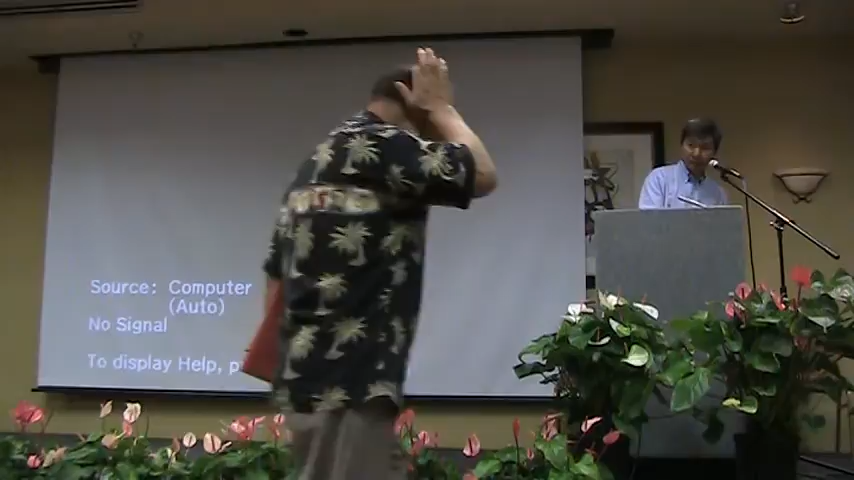 Source: Computer
(Auto)
No Signal
To display Help, p